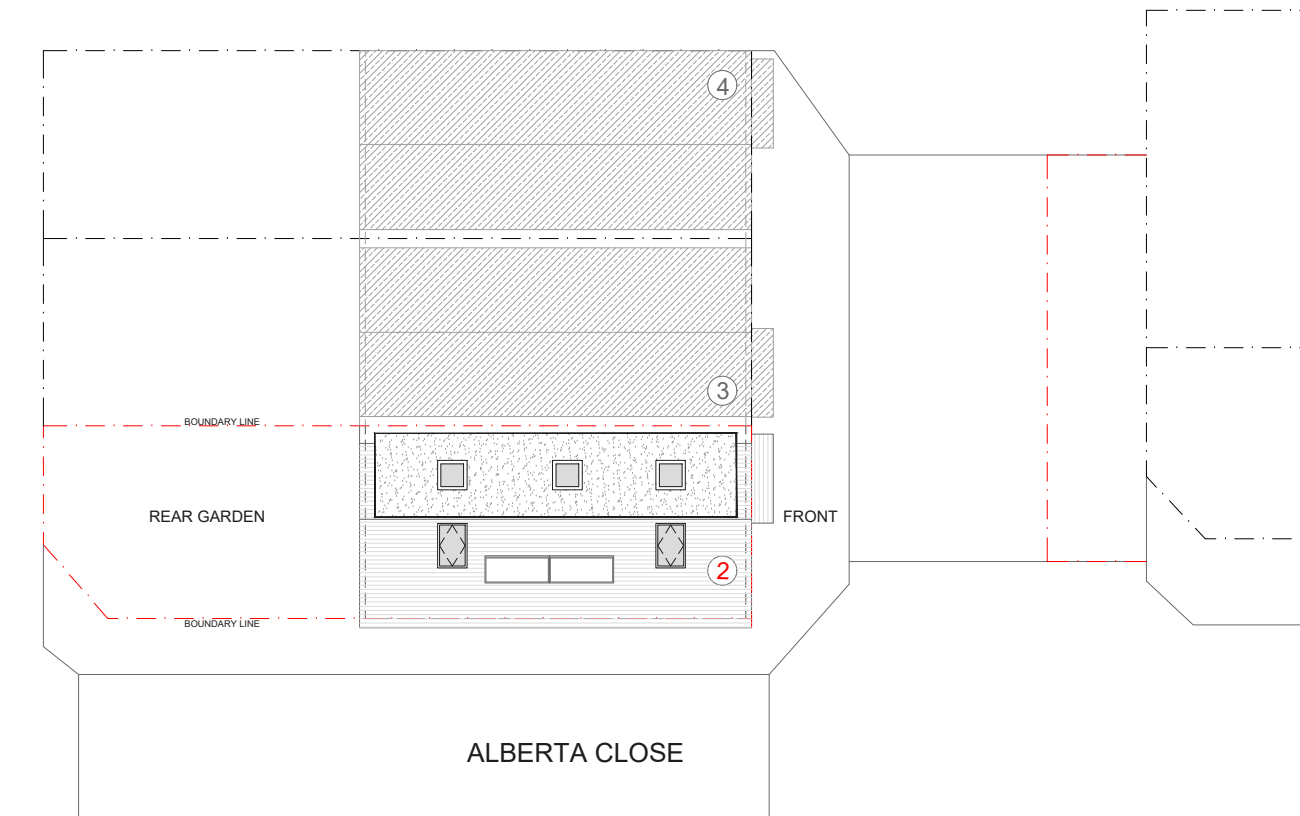 4
3
BOUNDARY LINE
REAR GARDEN
FRONT
2
BOUNDARY LINE
ALBERTA CLOSE